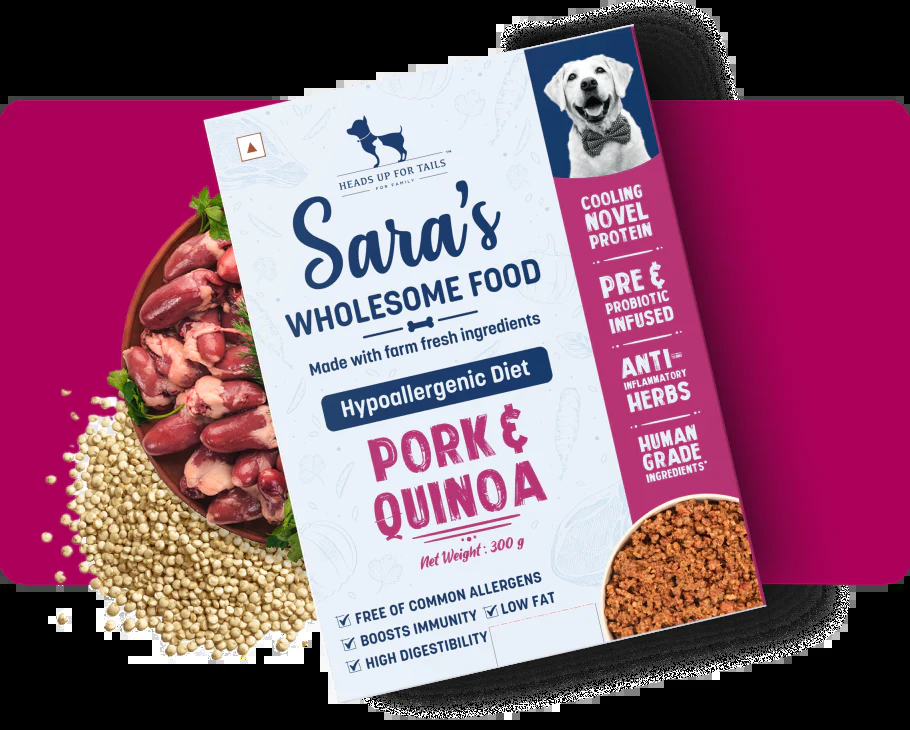 HEADS UP FOR TAILS™
FOR FAMILY
Sara's
WHOLESOME FOOD
Made with farm fresh ingredients
Hypoallergenic Diet
PORK &
QUINOA
Net Weight : 300 g
FREE OF COMMON ALLERGENS
BOOSTS IMMUNITY LOW FAT
HIGH DIGESTIBILITY
COOLING
NOVEL
PROTEIN
PRE &
PROBIOTIC
INFUSED
ANTI-
INFLAMMATORY
HERBS
HUMAN
GRADE
INGREDIENTS*